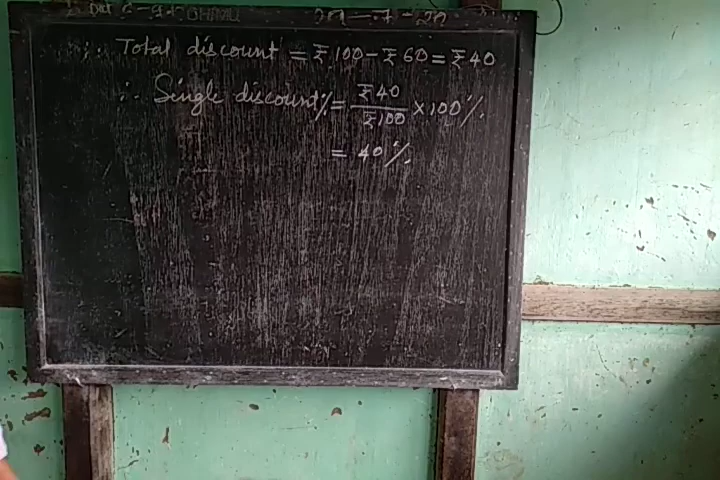 ∴ Total discount = ₹ 100 - ₹ 60 = ₹ 40
∴ Single discount % = ₹ 40 / ₹ 100 × 100%
= 40%